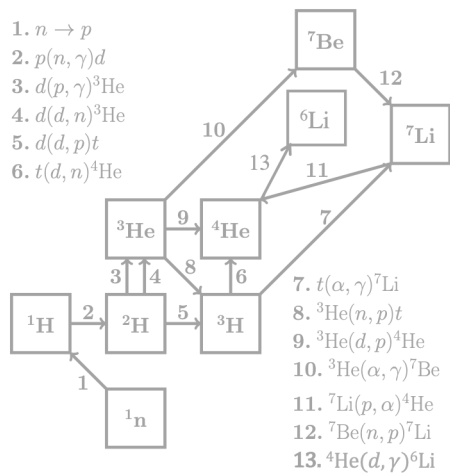 1. n → p
2. p(n, γ)d
3. d(p, γ)³He
4. d(d, n)³He
5. d(d, p)t
6. t(d, n)⁴He
⁷Be
12
⁶Li
⁷Li
10
13
11
7
³He
9
⁴He
8
3
4
6
¹H
2
²H
5
³H
1
¹n
7. t(α, γ)⁷Li
8. ³He(n, p)t
9. ³He(d, p)⁴He
10. ³He(α, γ)⁷Be
11. ⁷Li(p, α)⁴He
12. ⁷Be(n, p)⁷Li
13. ⁴He(d, γ)⁶Li